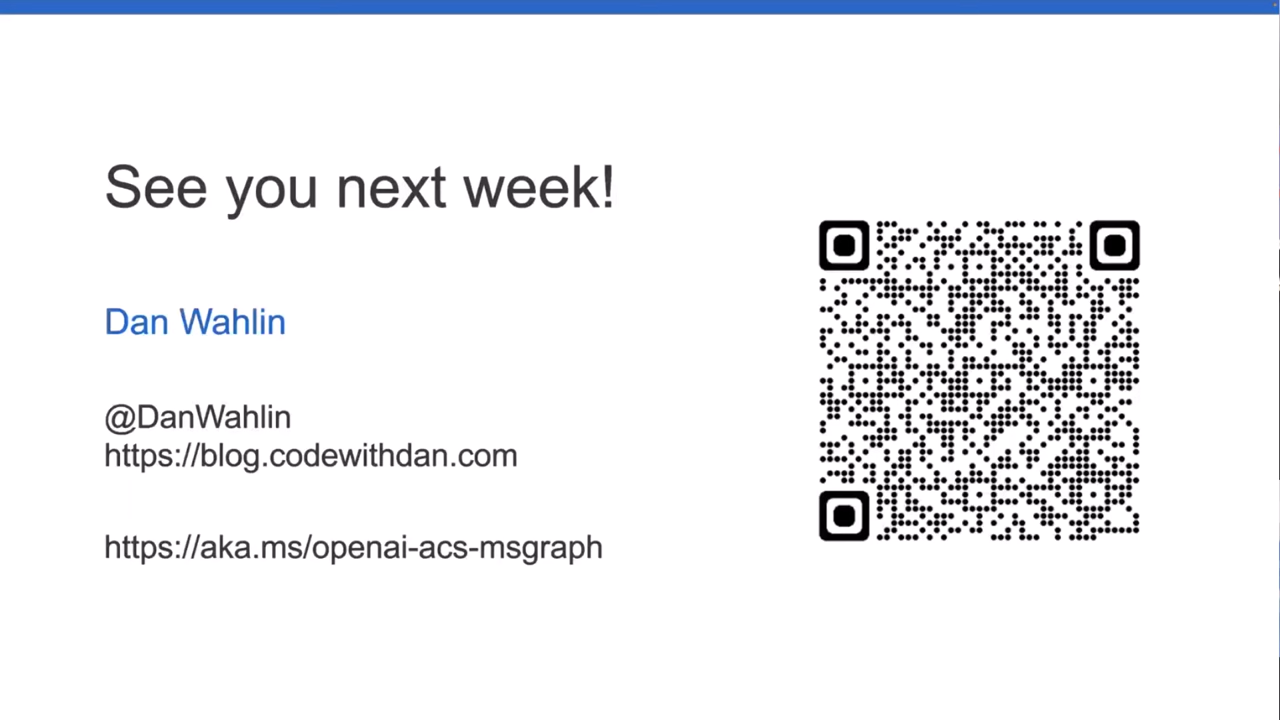 See you next week!
Dan Wahlin
@DanWahlin
https://blog.codewithdan.com
https://aka.ms/openai-acs-msgraph